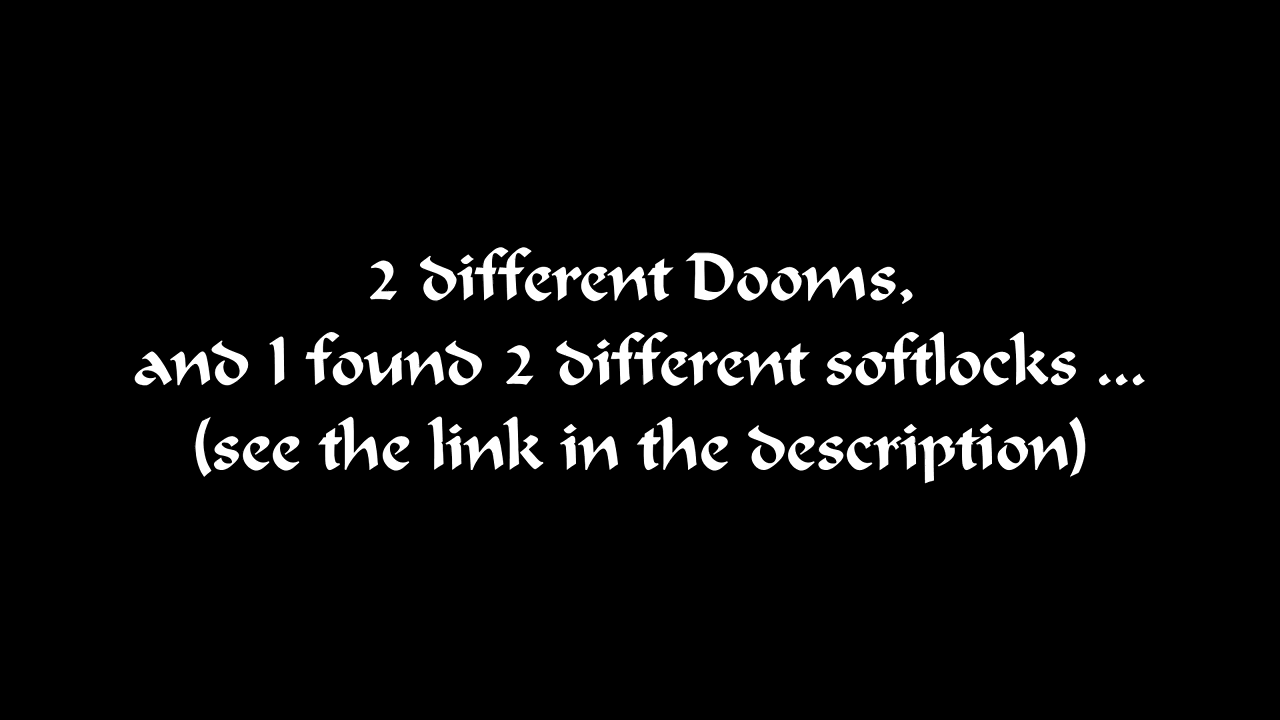 2 different Dooms,
and I found 2 different softlocks ...
(see the link in the description)